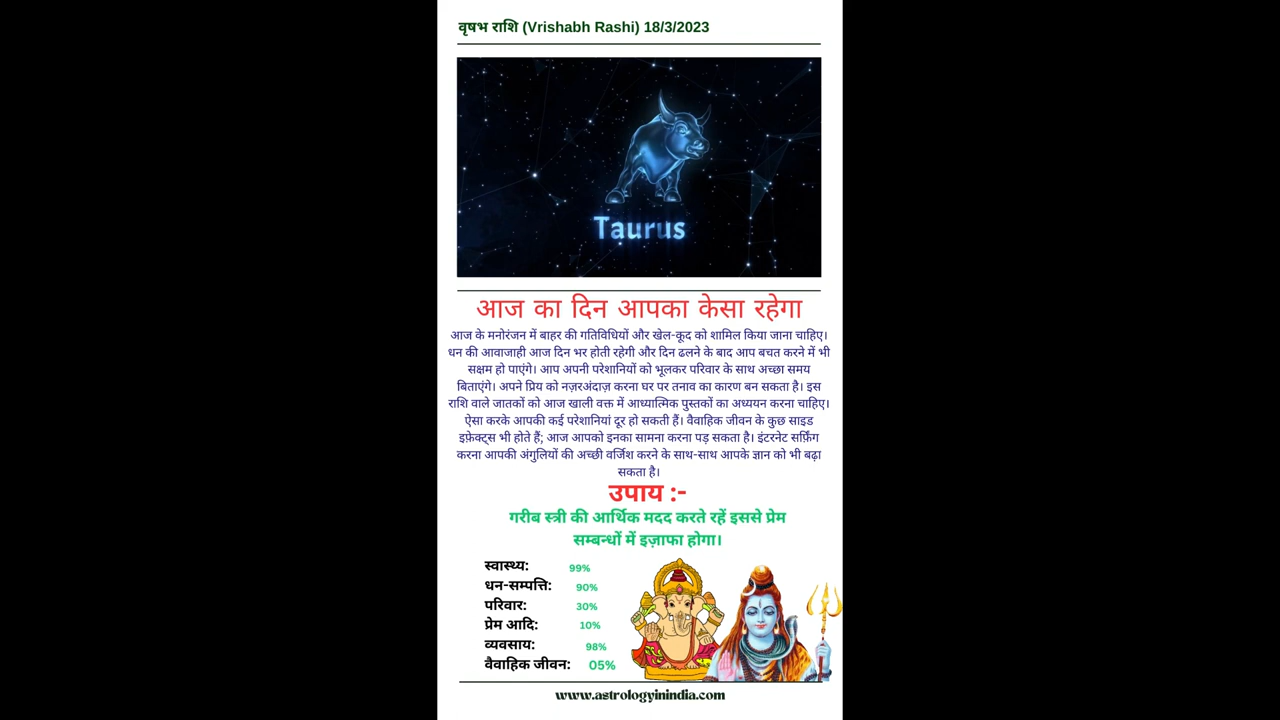 वृषभ राशि (Vrishabh Rashi) 18/3/2023
Taurus
आज का दिन आपका केसा रहेगा
आज के मनोरंजन में बाहर की गतिविधियों और खेल-कूद को शामिल किया जाना चाहिए।
धन की आवाजाही आज दिन भर होती रहेगी और दिन ढलने के बाद आप बचत करने में भी
सक्षम हो पाएंगे। आप अपनी परेशानियों को भूलकर परिवार के साथ अच्छा समय
बिताएंगे। अपने प्रिय को नज़रअंदाज़ करना घर पर तनाव का कारण बन सकता है। इस
राशि वाले जातकों को आज खाली वक्त में आध्यात्मिक पुस्तकों का अध्ययन करना चाहिए।
ऐसा करके आपकी कई परेशानियां दूर हो सकती हैं। वैवाहिक जीवन के कुछ साइड
इफ़ेक्ट्स भी होते हैं; आज आपको इनका सामना करना पड़ सकता है। इंटरनेट सर्फ़िंग
करना आपकी अंगुलियों की अच्छी वर्जिश करने के साथ-साथ आपके ज्ञान को भी बढ़ा
सकता है।
उपाय :-
गरीब स्त्री की आर्थिक मदद करते रहें इससे प्रेम
सम्बन्धों में इज़ाफा होगा।
स्वास्थ्य: 99%
धन-सम्पत्ति: 90%
परिवार: 30%
प्रेम आदि: 10%
व्यवसाय: 98%
वैवाहिक जीवन: 05%
www.astrologyinindia.com